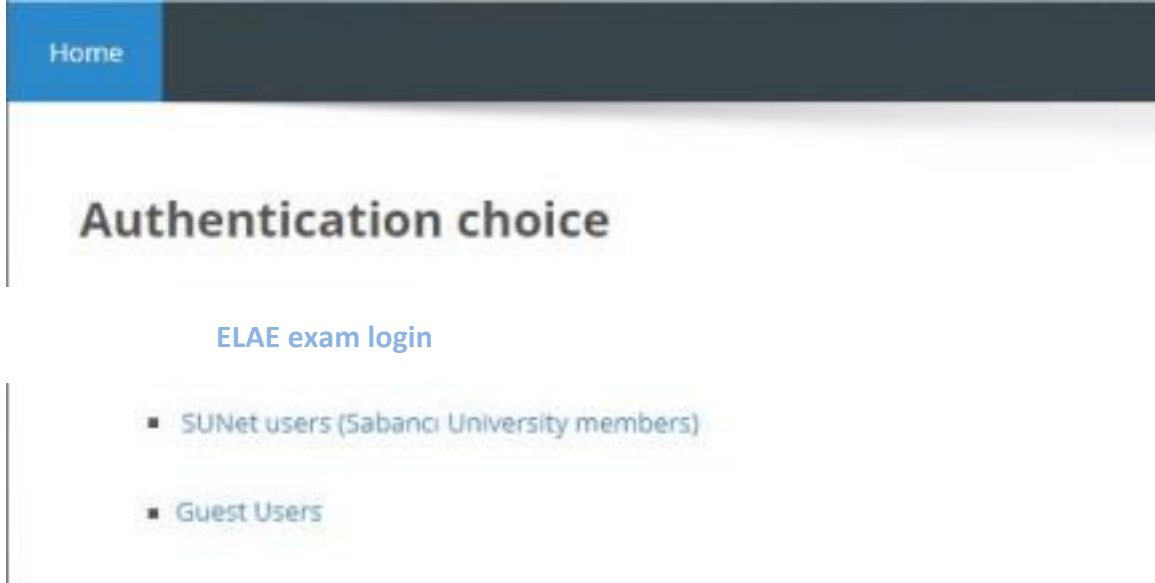 Home
Authentication choice
ELAE exam login
SUNet users (Sabancı University members)
Guest Users